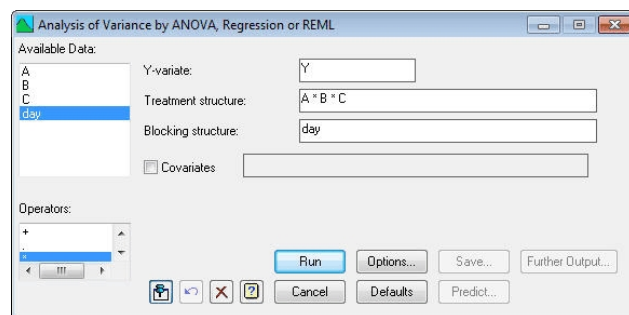 Analysis of Variance by ANOVA, Regression or REML
Available Data:
A
B
C
day
Y-variate:
Y
Treatment structure:
A * B * C
Blocking structure:
day
Covariates
Operators:
+
.
*
Run
Options...
Save...
Further Output...
Cancel
Defaults
Predict...